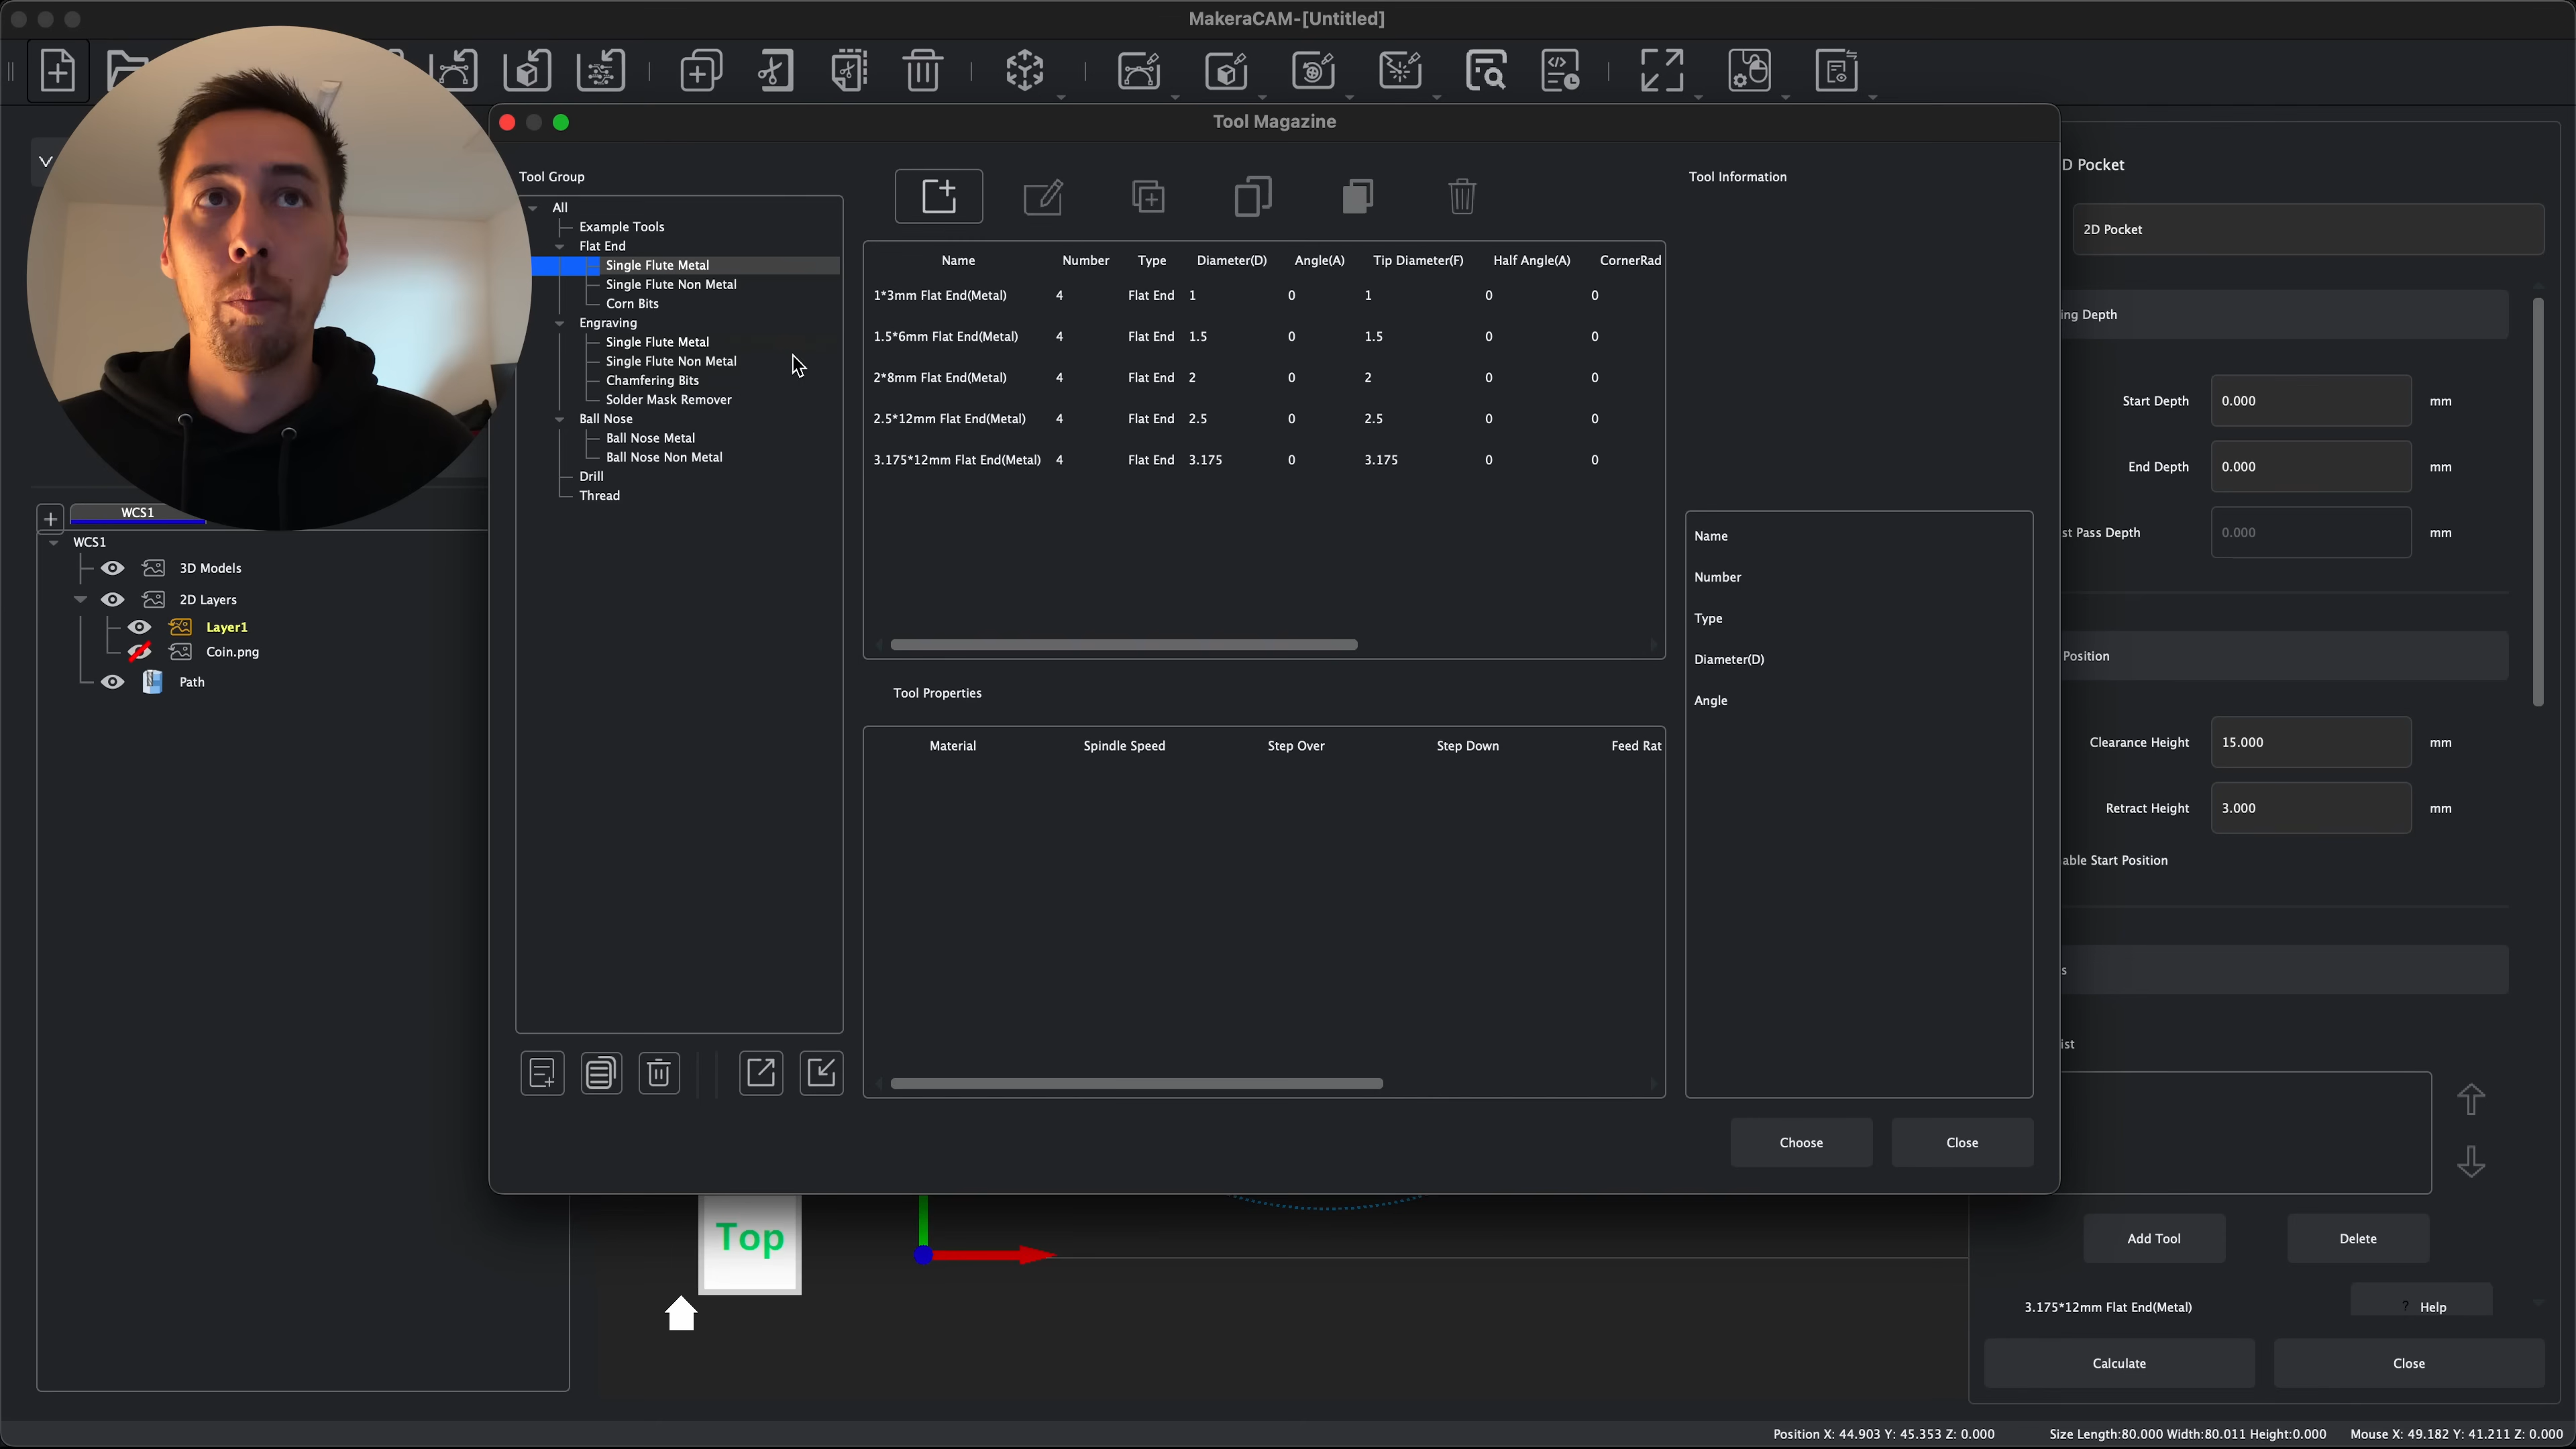 MakeraCAM-[Untitled]
Tool Magazine
Tool Group
All
Example Tools
Flat End
Single Flute Metal
Single Flute Non Metal
Corn Bits
Engraving
Single Flute Metal
Single Flute Non Metal
Chamfering Bits
Solder Mask Remover
Ball Nose
Ball Nose Metal
Ball Nose Non Metal
Drill
Thread
Name Number Type Diameter(D) Angle(A) Tip Diameter(F) Half Angle(A) CornerRad
1*3mm Flat End(Metal) 4 Flat End 1 0 1 0 0
1.5*6mm Flat End(Metal) 4 Flat End 1.5 0 1.5 0 0
2*8mm Flat End(Metal) 4 Flat End 2 0 2 0 0
2.5*12mm Flat End(Metal) 4 Flat End 2.5 0 2.5 0 0
3.175*12mm Flat End(Metal) 4 Flat End 3.175 0 3.175 0 0
Tool Properties
Material Spindle Speed Step Over Step Down Feed Rat
Tool Information
Name
Number
Type
Diameter(D)
Angle
Choose Close
WCS1
WCS1
3D Models
2D Layers
Layer1
Coin.png
Path
Top
D Pocket
2D Pocket
ing Depth
Start Depth 0.000 mm
End Depth 0.000 mm
st Pass Depth 0.000 mm
Position
Clearance Height 15.000 mm
Retract Height 3.000 mm
able Start Position
s
ist
Add Tool Delete
3.175*12mm Flat End(Metal) ? Help
Calculate Close
Position X: 44.903 Y: 45.353 Z: 0.000 Size Length:80.000 Width:80.011 Height:0.000 Mouse X: 49.182 Y: 41.211 Z: 0.000